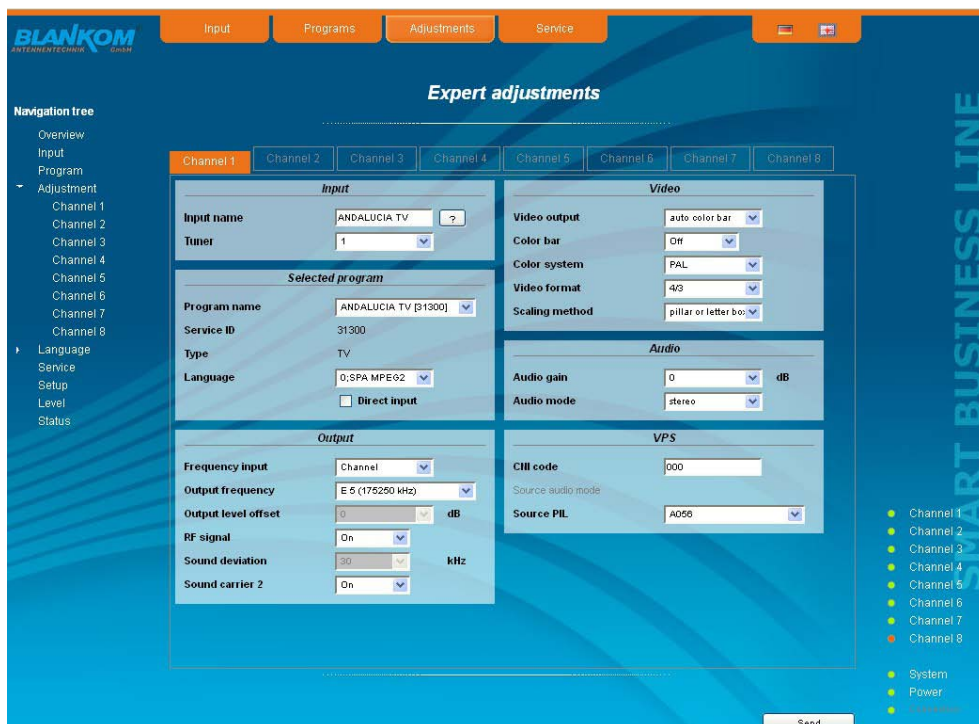 BLANKOM
ANTENNENTECHNIK GmbH
Input
Programs
Adjustments
Service
Expert adjustments
Navigation tree
Overview
Input
Program
Adjustment
Channel 1
Channel 2
Channel 3
Channel 4
Channel 5
Channel 6
Channel 7
Channel 8
Language
Service
Setup
Level
Status
Channel 1 Channel 2 Channel 3 Channel 4 Channel 5 Channel 6 Channel 7 Channel 8
Input
Input name ANDALUCIA TV ?
Tuner 1
Selected program
Program name ANDALUCIA TV [31300]
Service ID 31300
Type TV
Language 0;SPA MPEG2
Direct input
Output
Frequency input Channel
Output frequency E 5 (175250 kHz)
Output level offset 0 dB
RF signal On
Sound deviation 30 kHz
Sound carrier 2 On
Video
Video output auto color bar
Color bar Off
Color system PAL
Video format 4/3
Scaling method pillar or letter bo
Audio
Audio gain 0 dB
Audio mode stereo
VPS
CNI code 000
Source audio mode
Source PIL A056
Send
SMART BUSINESS LINE
Channel 1
Channel 2
Channel 3
Channel 4
Channel 5
Channel 6
Channel 7
Channel 8
System
Power